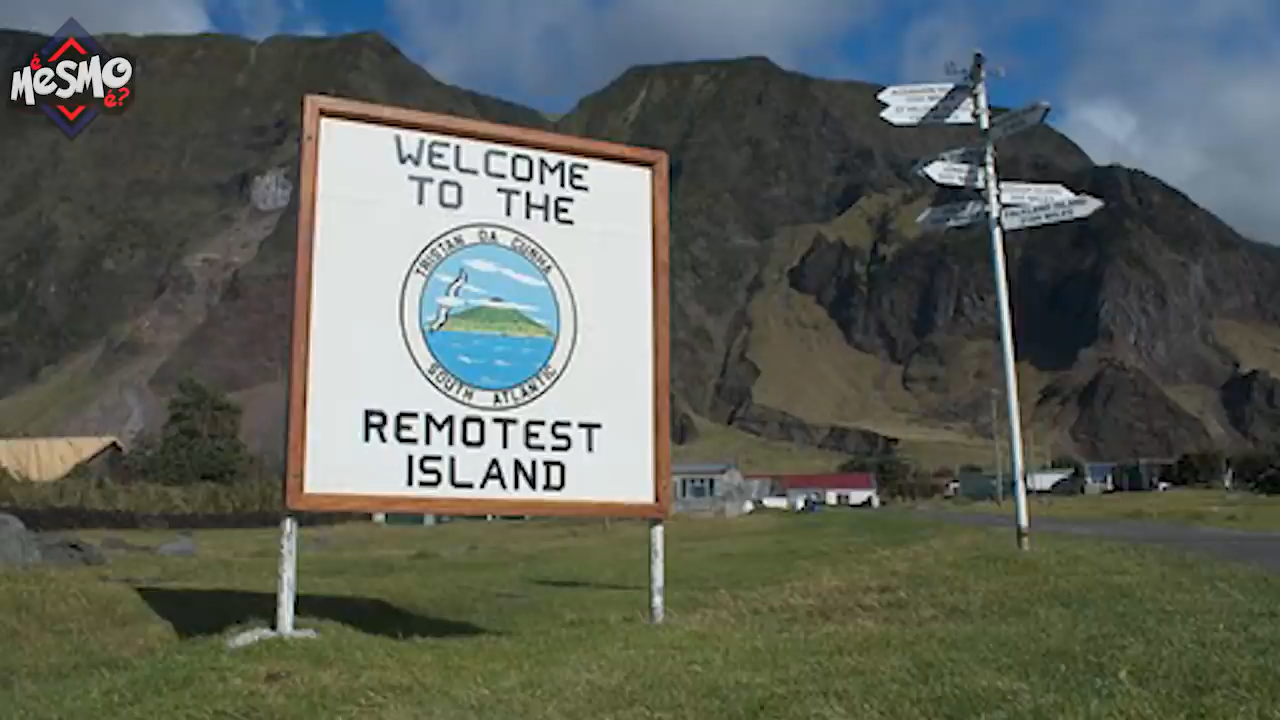 é
MeSMO
é?
WELCOME
TO THE
TRISTAN DA CUNHA
SOUTH ATLANTIC
REMOTEST
ISLAND